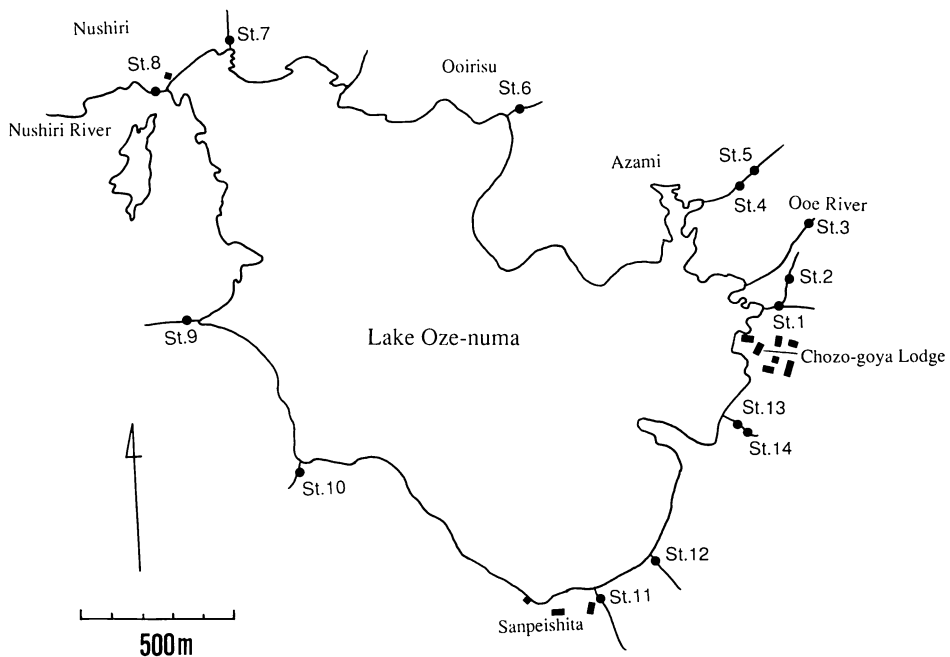 Nushiri
St.7
St.8
Ooirisu
St.6
Nushiri River
Azami
St.5
St.4
Ooe River
St.3
St.2
St.1
Lake Oze-numa
St.9
Chozo-goya Lodge
St.13
St.14
St.10
St.12
St.11
Sanpeishita
500m